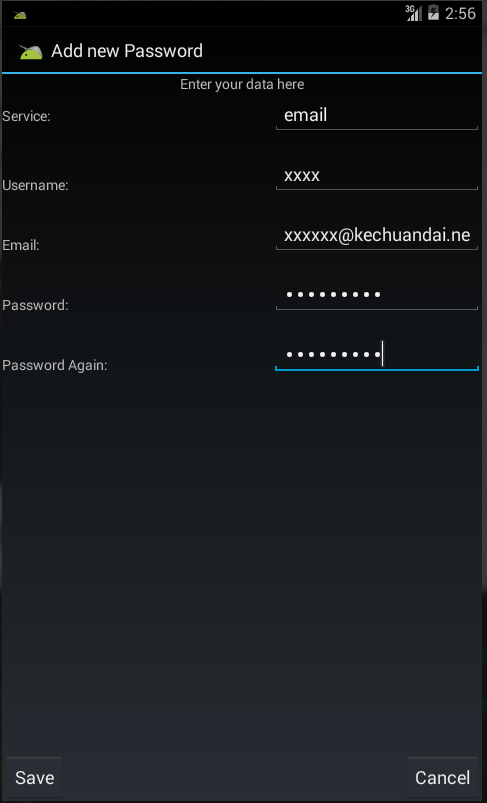 3G 2:56
Add new Password
Enter your data here
Service: email
Username: xxxx
Email: xxxxxx@kechuandai.ne
Password: •••••••••
Password Again: •••••••••
Save Cancel